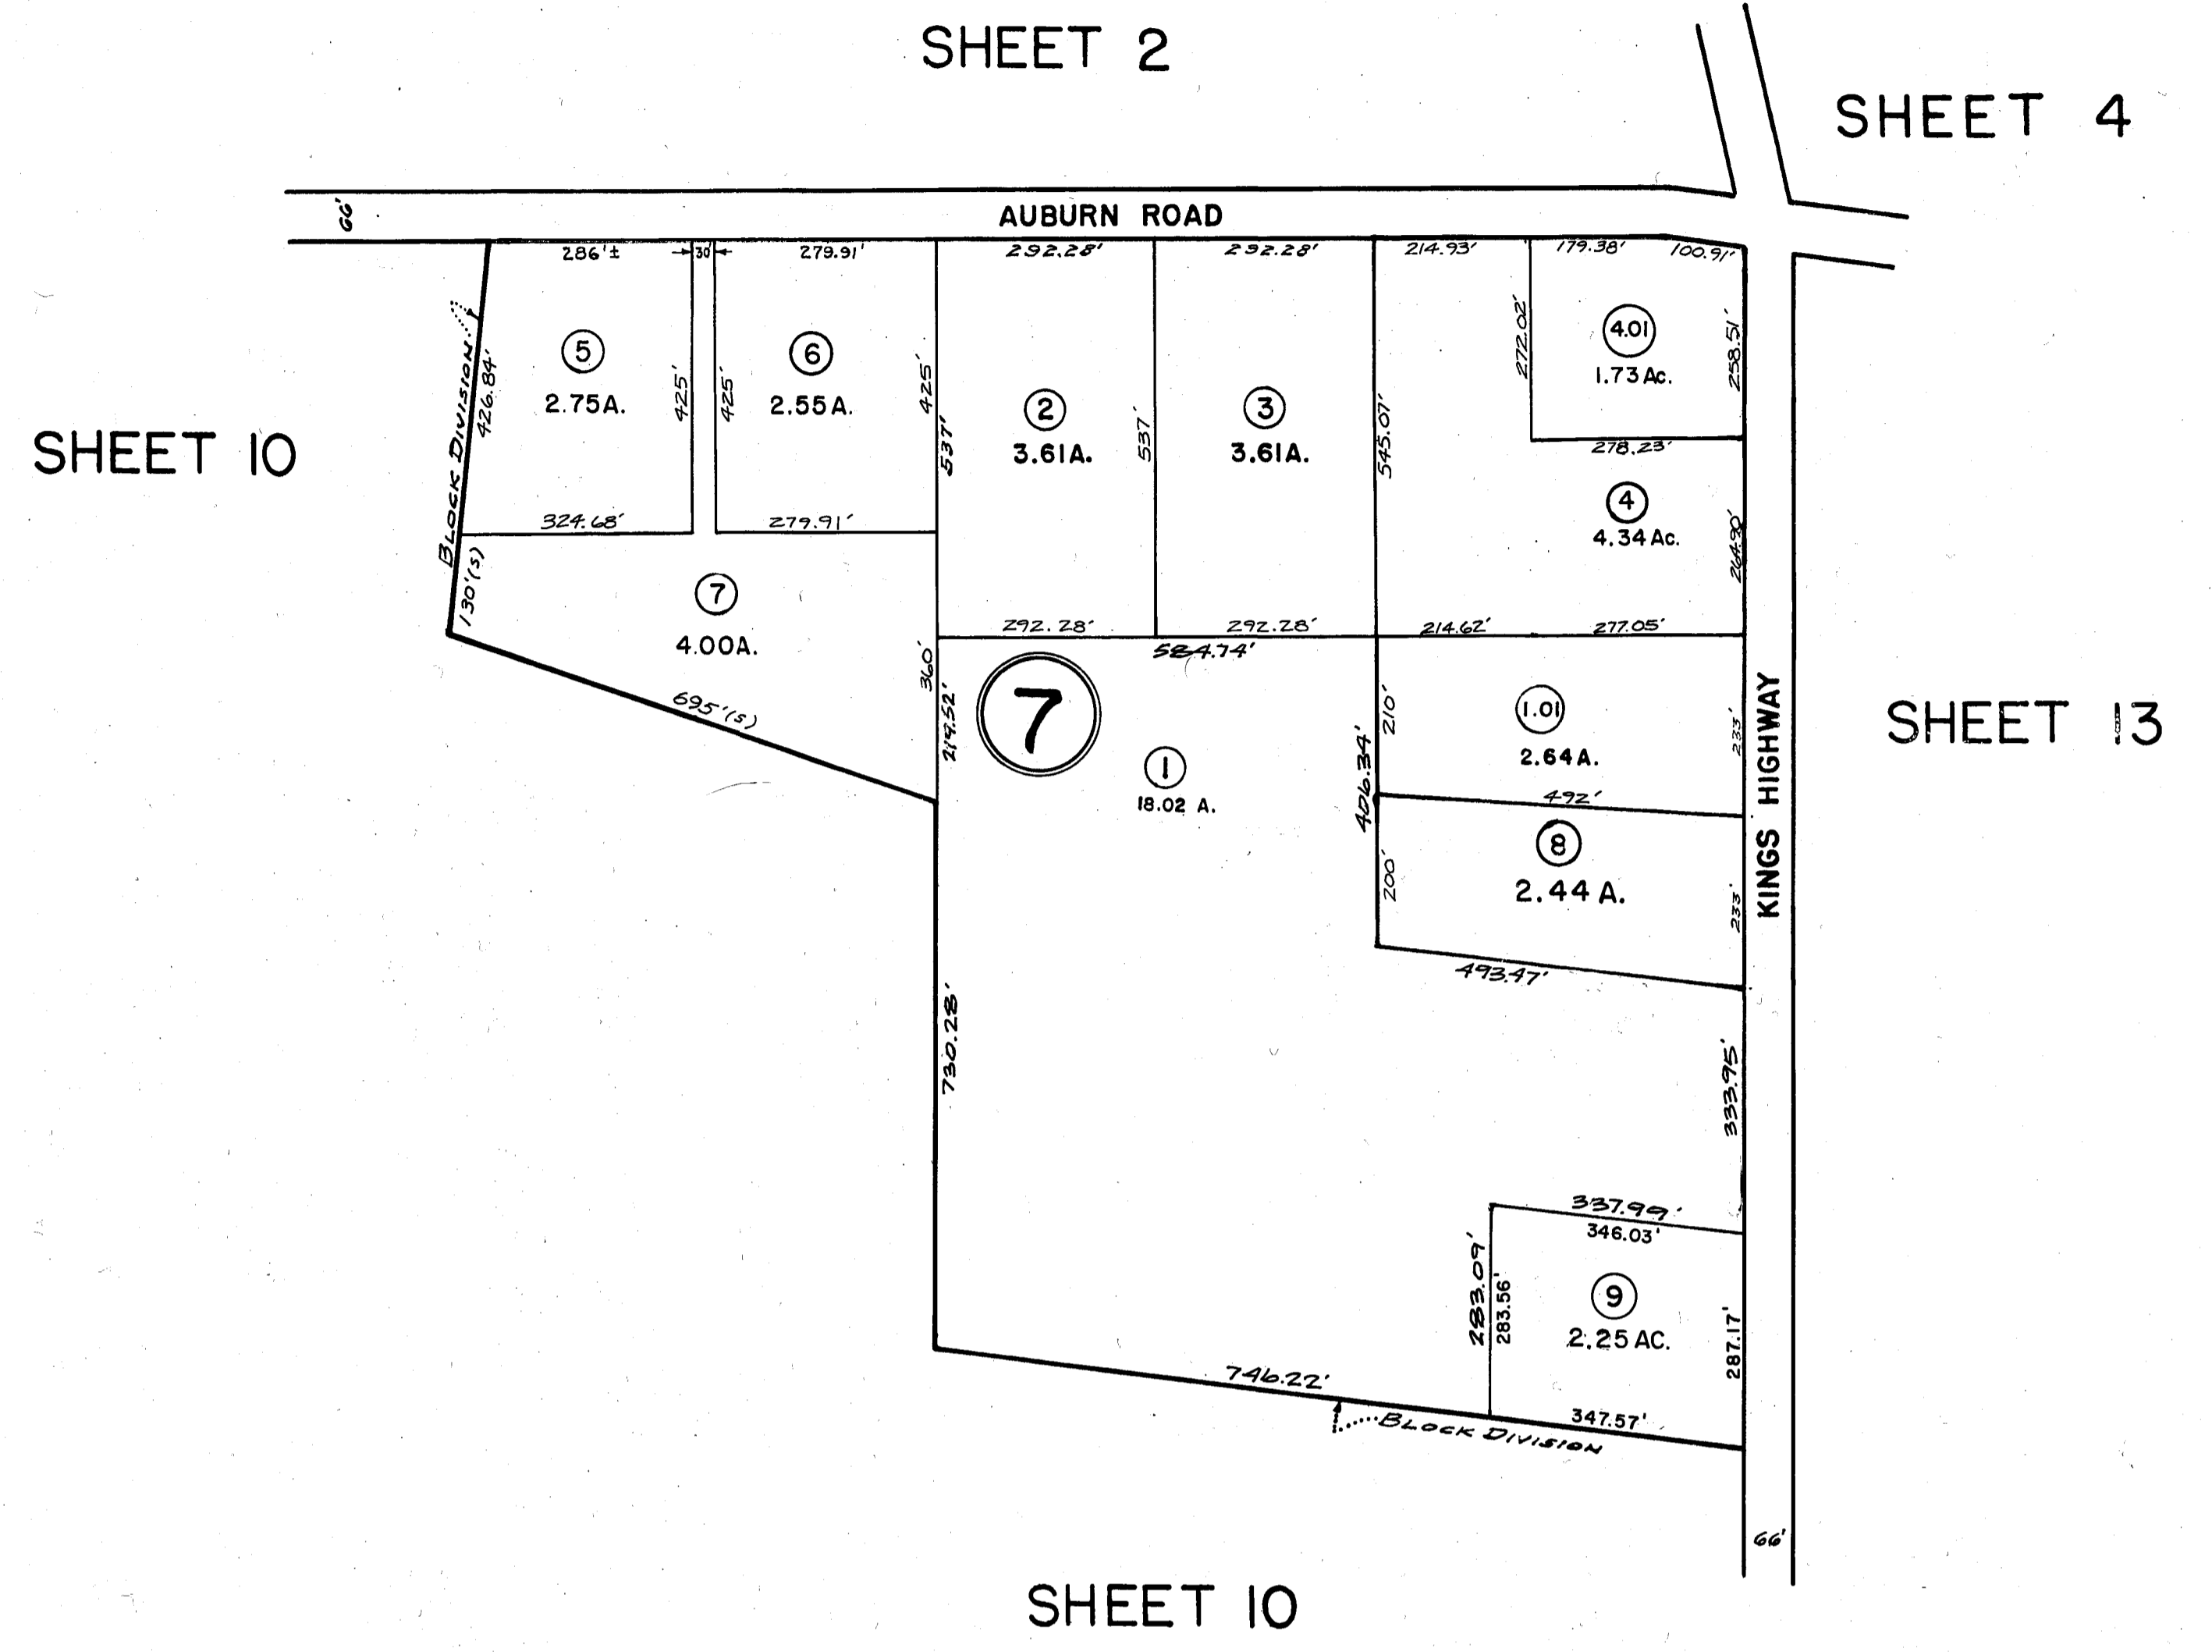 SHEET 2
SHEET 4
AUBURN ROAD
66'
286'±
30'
279.91'
292.28'
292.28'
214.93'
179.38'
100.91'
BLOCK DIVISION
426.84'
5
2.75A.
425'
425'
6
2.55A.
425'
537'
2
3.61A.
537'
3
3.61A.
545.07'
272.02'
4.01
1.73 Ac.
258.51'
278.23'
4
4.34 Ac.
264.90'
SHEET 10
324.68'
279.91'
130'(s)
7
4.00A.
695'(s)
360'
292.28'
292.28'
214.62'
277.05'
584.74'
7
1
18.02 A.
210'
406.34'
1.01
2.64 A.
233'
492'
8
2.44 A.
200'
233'
493.47'
KINGS HIGHWAY
SHEET 13
730.28'
333.95'
337.99'
346.03'
283.09'
283.56'
9
2.25 AC.
287.17'
347.57'
746.22'
BLOCK DIVISION
66'
SHEET 10